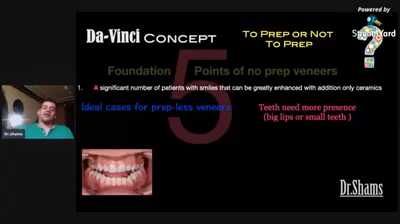 Powered by
StreamYard
Da-Vinci Concept
To Prep or Not
To Prep
?
Foundation Points of no prep veneers
5
1. A significant number of patients with smiles that can be greatly enhanced with addition only ceramics
Ideal cases for prep-less veneers
Teeth need more presence
(big lips or small teeth )
Dr.shams
Dr.Shams